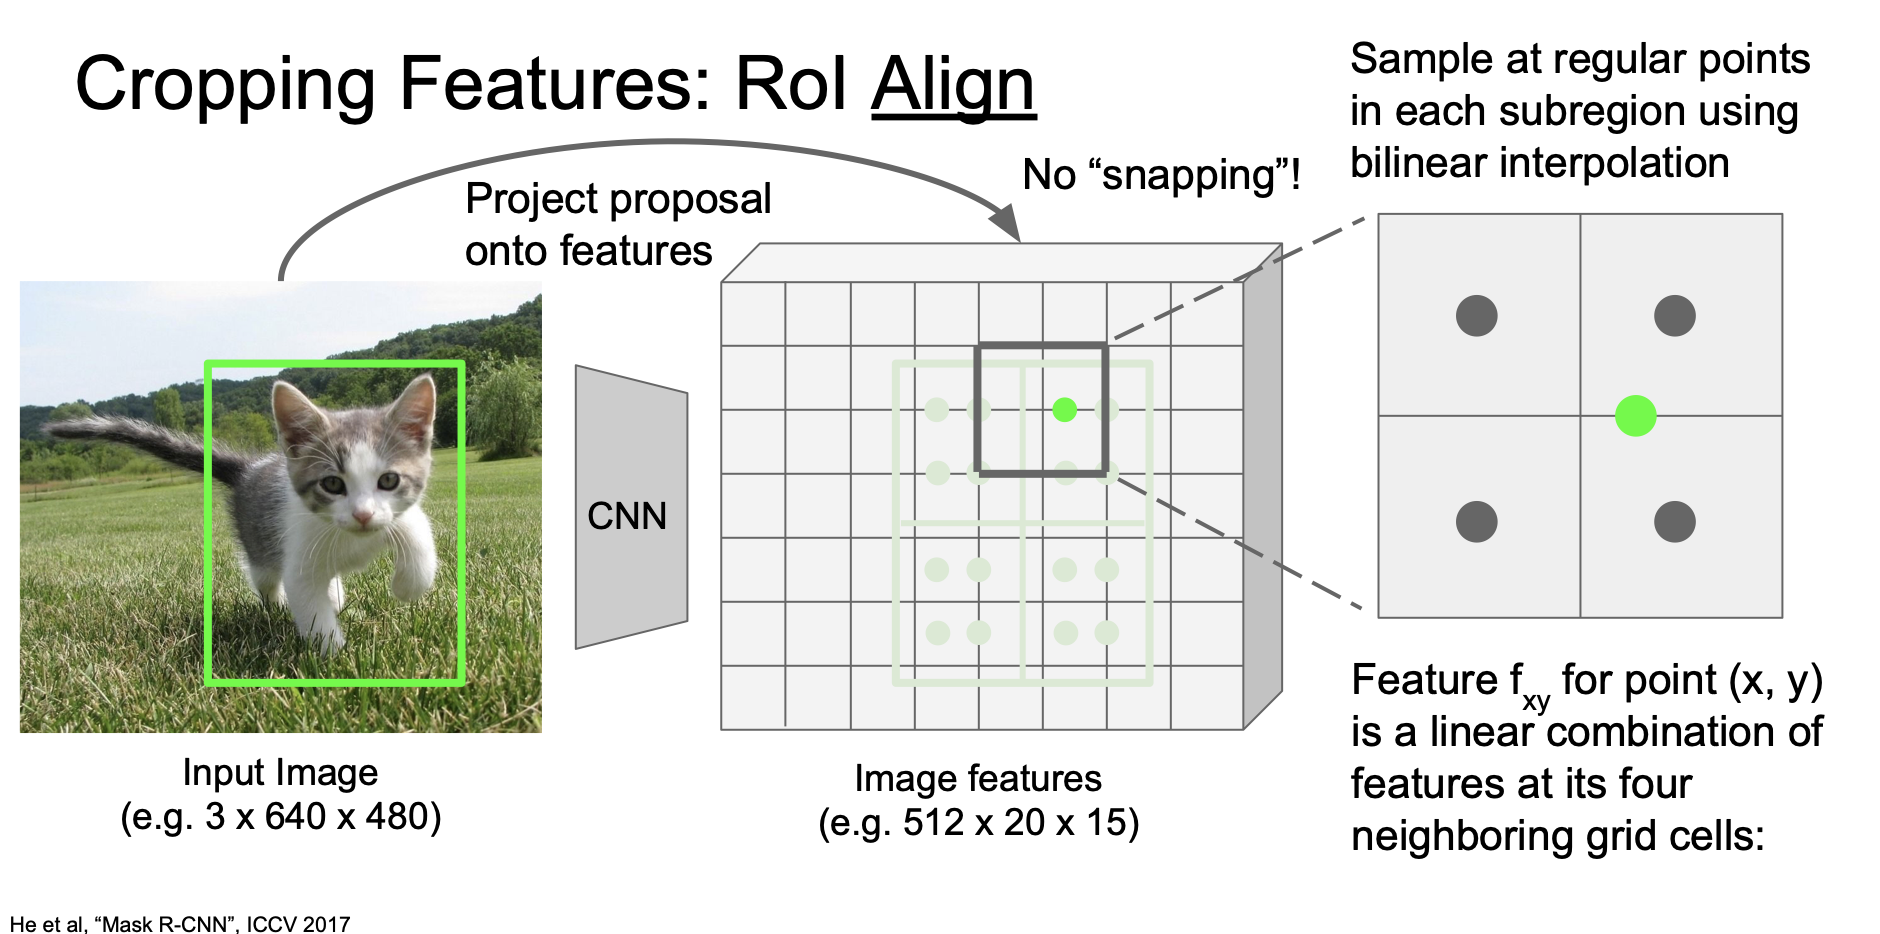 Cropping Features: RoI Align
Sample at regular points
in each subregion using
bilinear interpolation
No “snapping”!
Project proposal
onto features
CNN
Input Image
(e.g. 3 x 640 x 480)
Image features
(e.g. 512 x 20 x 15)
Feature fxy for point (x, y)
is a linear combination of
features at its four
neighboring grid cells:
He et al, “Mask R-CNN”, ICCV 2017